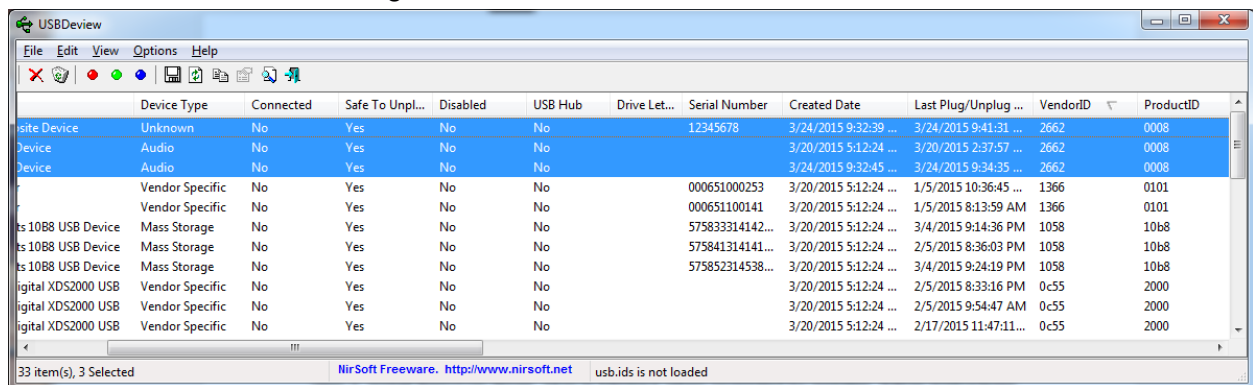 USBDeview
File Edit View Options Help
Device Type Connected Safe To Unpl... Disabled USB Hub Drive Let... Serial Number Created Date Last Plug/Unplug ... VendorID ProductID
site Device Unknown No Yes No No 12345678 3/24/2015 9:32:39 ... 3/24/2015 9:41:31 ... 2662 0008
Device Audio No Yes No No 3/20/2015 5:12:24 ... 3/20/2015 2:37:57 ... 2662 0008
Device Audio No Yes No No 3/24/2015 9:32:45 ... 3/24/2015 9:34:35 ... 2662 0008
r Vendor Specific No Yes No No 000651000253 3/20/2015 5:12:24 ... 1/5/2015 10:36:45 ... 1366 0101
r Vendor Specific No Yes No No 000651100141 3/20/2015 5:12:24 ... 1/5/2015 8:13:59 AM 1366 0101
ts 10B8 USB Device Mass Storage No Yes No No 575833314142... 3/20/2015 5:12:24 ... 3/4/2015 9:14:36 PM 1058 10b8
ts 10B8 USB Device Mass Storage No Yes No No 575841314141... 3/20/2015 5:12:24 ... 2/5/2015 8:36:03 PM 1058 10b8
ts 10B8 USB Device Mass Storage No Yes No No 575852314538... 3/20/2015 5:12:24 ... 3/4/2015 9:24:19 PM 1058 10b8
igital XDS2000 USB Vendor Specific No Yes No No 3/20/2015 5:12:24 ... 2/5/2015 8:33:16 PM 0c55 2000
igital XDS2000 USB Vendor Specific No Yes No No 3/20/2015 5:12:24 ... 2/5/2015 9:54:47 AM 0c55 2000
igital XDS2000 USB Vendor Specific No Yes No No 3/20/2015 5:12:24 ... 2/17/2015 11:47:11... 0c55 2000
33 item(s), 3 Selected NirSoft Freeware. http://www.nirsoft.net usb.ids is not loaded